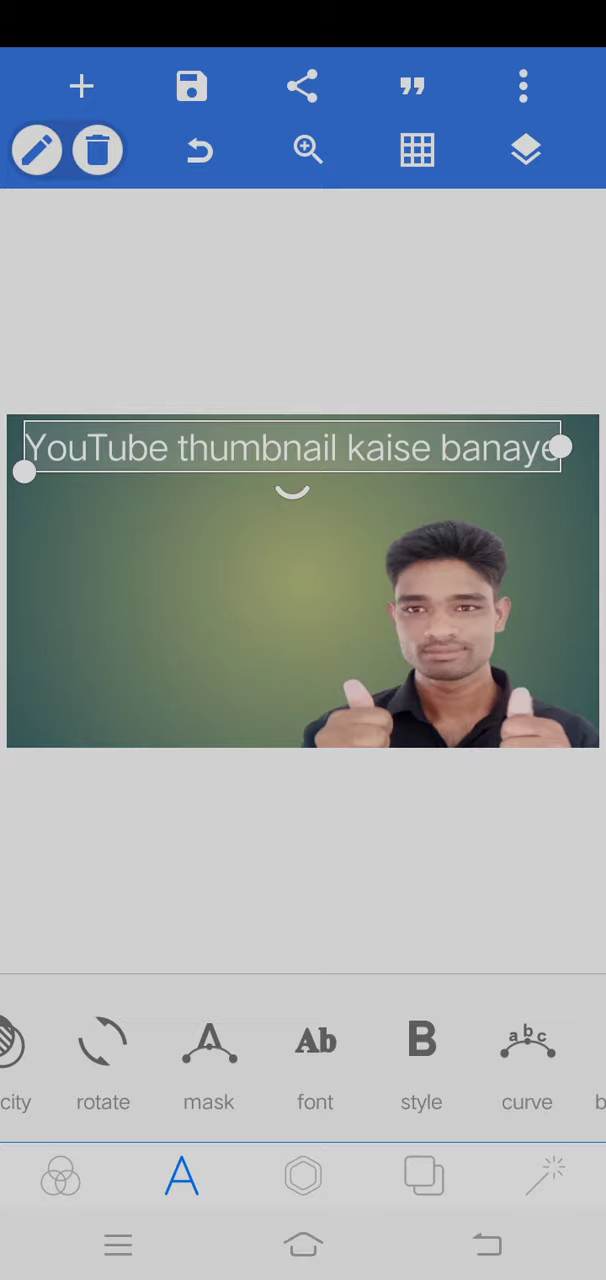 YouTube thumbnail kaise banaye
city
rotate
mask
Ab
font
B
style
abc
curve
b